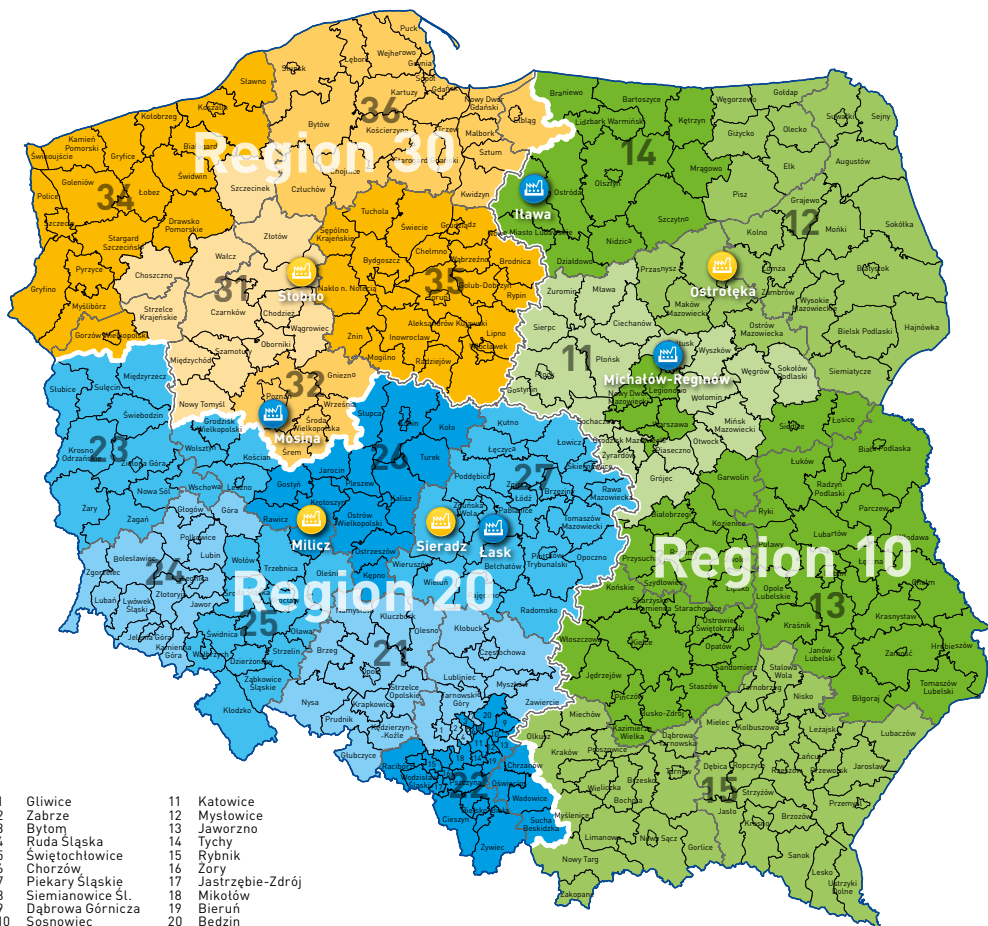 Region 30
Region 20
Region 10
36
34
31
35
32
14
12
11
13
15
23
26
27
24
25
21
22
Iława
Stobno
Ostrołęka
Michałów-Reginów
Mosina
Milicz
Sieradz
Łask
Puck
Wejherowo
Gdynia
Sopot
Lębork
Słupsk
Sławno
Kartuzy
Gdańsk
Nowy Dwór
Gdański
Elbląg
Bytów
Kościerzyna
Tczew
Malbork
Starogard Gdański
Sztum
Chojnice
Człuchów
Kwidzyn
Koszalin
Kołobrzeg
Białogard
Kamień
Pomorski
Świnoujście
Gryfice
Goleniów
Świdwin
Łobez
Police
Szczecin
Szczecinek
Drawsko
Pomorskie
Stargard
Szczeciński
Pyrzyce
Gryfino
Myślibórz
Choszczno
Gorzów Wielkopolski
Strzelce
Krajeńskie
Wałcz
Złotów
Czarnków
Chodzież
Wągrowiec
Oborniki
Szamotuły
Międzychód
Nowy Tomyśl
Gniezno
Poznań
Września
Środa
Wielkopolska
Śrem
Grodzisk
Wielkopolski
Sępólno
Krajeńskie
Tuchola
Świecie
Grudziądz
Chełmno
Wąbrzeźno
Brodnica
Bydgoszcz
Nakło n. Notecią
Toruń
Golub-Dobrzyń
Rypin
Żnin
Inowrocław
Aleksandrów Kujawski
Lipno
Włocławek
Mogilno
Radziejów
Braniewo
Bartoszyce
Lidzbark Warmiński
Kętrzyn
Węgorzewo
Gołdap
Giżycko
Olecko
Suwałki
Sejny
Mrągowo
Ełk
Augustów
Ostróda
Olsztyn
Pisz
Grajewo
Szczytno
Nowe Miasto Lubawskie
Nidzica
Działdowo
Kolno
Mońki
Sokółka
Łomża
Zambrów
Białystok
Wysokie
Mazowieckie
Hajnówka
Bielsk Podlaski
Siemiatycze
Przasnysz
Maków
Mazowiecki
Ostrów
Mazowiecka
Żuromin
Mława
Ciechanów
Sierpc
Płońsk
Płock
Gostynin
Wyszków
Węgrów
Sokołów
Podlaski
Legionowo
Nowy Dwór
Mazowiecki
Wołomin
Warszawa
Mińsk
Mazowiecki
Siedlce
Łosice
Otwock
Piaseczno
Grodzisk Mazowiecki
Żyrardów
Sochaczew
Grójec
Garwolin
Łuków
Biała Podlaska
Radzyń
Podlaski
Parczew
Ryki
Kozienice
Białobrzegi
Przysucha
Szydłowiec
Lipsko
Puławy
Lubartów
Włodawa
Chełm
Opole
Lubelskie
Kraśnik
Krasnystaw
Hrubieszów
Zamość
Janów
Lubelski
Biłgoraj
Tomaszów
Lubelski
Końskie
Starachowice
Ostrowiec
Świętokrzyski
Opatów
Kielce
Włoszczowa
Jędrzejów
Sandomierz
Staszów
Pińczów
Busko-Zdrój
Kazimierza
Wielka
Stalowa
Wola
Tarnobrzeg
Nisko
Mielec
Kolbuszowa
Leżajsk
Lubaczów
Łańcut
Rzeszów
Przeworsk
Jarosław
Przemyśl
Dębica
Ropczyce
Strzyżów
Jasło
Krosno
Brzozów
Sanok
Lesko
Ustrzyki
Dolne
Miechów
Dąbrowa
Tarnowska
Tarnów
Proszowice
Olkusz
Kraków
Wieliczka
Brzesko
Bochnia
Myślenice
Limanowa
Nowy Sącz
Gorlice
Nowy Targ
Zakopane
Słubice
Sulęcin
Międzyrzecz
Świebodzin
Krosno
Odrzańskie
Zielona Góra
Wolsztyn
Kościan
Nowa Sól
Wschowa
Leszno
Żary
Żagań
Głogów
Góra
Polkowice
Lubin
Wołów
Trzebnica
Bolesławiec
Zgorzelec
Legnica
Złotoryja
Lubań
Lwówek
Śląski
Jawor
Jelenia Góra
Kamienna
Góra
Wałbrzych
Świdnica
Dzierżoniów
Ząbkowice
Śląskie
Kłodzko
Strzelin
Oława
Oleśnica
Wrocław
Słupca
Konin
Koło
Turek
Jarocin
Pleszew
Gostyń
Krotoszyn
Kalisz
Rawicz
Ostrów
Wielkopolski
Ostrzeszów
Kępno
Kutno
Łęczyca
Łowicz
Skierniewice
Poddębice
Zgierz
Łódź
Brzeziny
Rawa
Mazowiecka
Zduńska
Wola
Pabianice
Tomaszów
Mazowiecki
Opoczno
Piotrków
Trybunalski
Bełchatów
Wieruszów
Wieluń
Pajęczno
Radomsko
Namysłów
Kluczbork
Olesno
Kłobuck
Częstochowa
Brzeg
Opole
Lubliniec
Myszków
Nysa
Strzelce
Opolskie
Tarnowskie
Góry
Zawiercie
Krapkowice
Prudnik
Kędzierzyn-
Koźle
Głubczyce
Racibórz
Wodzisław
Śląski
Pszczyna
Chrzanów
Oświęcim
Wadowice
Bielsko-Biała
Cieszyn
Sucha
Beskidzka
Żywiec
Gliwice
Zabrze
Bytom
Ruda Śląska
Świętochłowice
Chorzów
Piekary Śląskie
Siemianowice Śl.
Dąbrowa Górnicza
10 Sosnowiec
11 Katowice
12 Mysłowice
13 Jaworzno
14 Tychy
15 Rybnik
16 Żory
17 Jastrzębie-Zdrój
18 Mikołów
19 Bieruń
20 Będzin